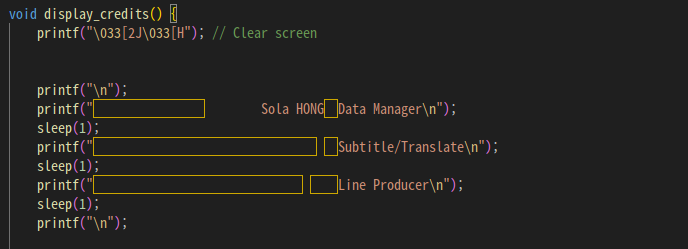 void display_credits() {
printf("\033[2J\033[H"); // Clear screen
printf("\n");
printf("                Sola HONG  Data Manager\n");
sleep(1);
printf("                                  Subtitle/Translate\n");
sleep(1);
printf("                                  Line Producer\n");
sleep(1);
printf("\n");